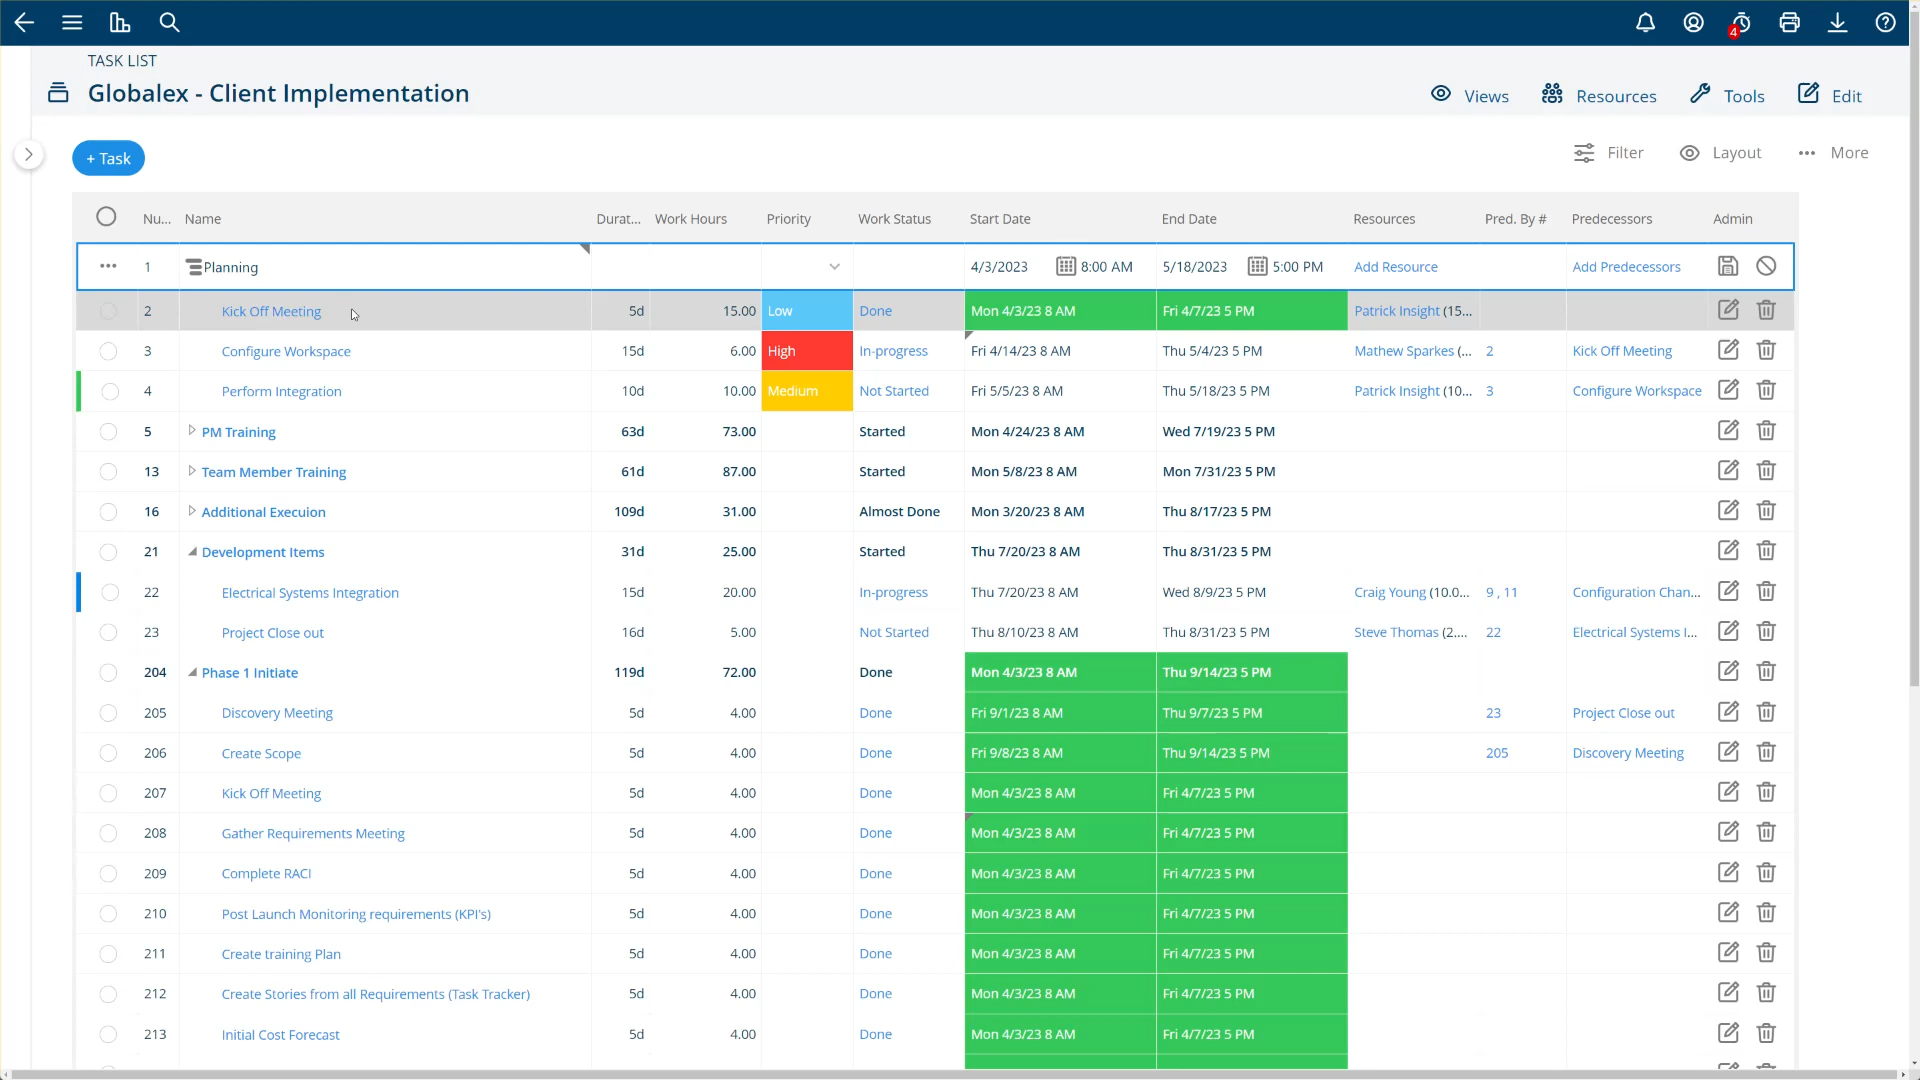 4
TASK LIST
Globalex - Client Implementation
Views Resources Tools Edit
+ Task
Filter Layout More
Nu... Name Durat... Work Hours Priority Work Status Start Date End Date Resources Pred. By # Predecessors Admin
1 Planning 4/3/2023 8:00 AM 5/18/2023 5:00 PM Add Resource Add Predecessors
2 Kick Off Meeting 5d 15.00 Low Done Mon 4/3/23 8 AM Fri 4/7/23 5 PM Patrick Insight (15...
3 Configure Workspace 15d 6.00 High In-progress Fri 4/14/23 8 AM Thu 5/4/23 5 PM Mathew Sparkes (... 2 Kick Off Meeting
4 Perform Integration 10d 10.00 Medium Not Started Fri 5/5/23 8 AM Thu 5/18/23 5 PM Patrick Insight (10... 3 Configure Workspace
5 PM Training 63d 73.00 Started Mon 4/24/23 8 AM Wed 7/19/23 5 PM
13 Team Member Training 61d 87.00 Started Mon 5/8/23 8 AM Mon 7/31/23 5 PM
16 Additional Execuion 109d 31.00 Almost Done Mon 3/20/23 8 AM Thu 8/17/23 5 PM
21 Development Items 31d 25.00 Started Thu 7/20/23 8 AM Thu 8/31/23 5 PM
22 Electrical Systems Integration 15d 20.00 In-progress Thu 7/20/23 8 AM Wed 8/9/23 5 PM Craig Young (10.0... 9 , 11 Configuration Chan...
23 Project Close out 16d 5.00 Not Started Thu 8/10/23 8 AM Thu 8/31/23 5 PM Steve Thomas (2.... 22 Electrical Systems I...
204 Phase 1 Initiate 119d 72.00 Done Mon 4/3/23 8 AM Thu 9/14/23 5 PM
205 Discovery Meeting 5d 4.00 Done Fri 9/1/23 8 AM Thu 9/7/23 5 PM 23 Project Close out
206 Create Scope 5d 4.00 Done Fri 9/8/23 8 AM Thu 9/14/23 5 PM 205 Discovery Meeting
207 Kick Off Meeting 5d 4.00 Done Mon 4/3/23 8 AM Fri 4/7/23 5 PM
208 Gather Requirements Meeting 5d 4.00 Done Mon 4/3/23 8 AM Fri 4/7/23 5 PM
209 Complete RACI 5d 4.00 Done Mon 4/3/23 8 AM Fri 4/7/23 5 PM
210 Post Launch Monitoring requirements (KPI's) 5d 4.00 Done Mon 4/3/23 8 AM Fri 4/7/23 5 PM
211 Create training Plan 5d 4.00 Done Mon 4/3/23 8 AM Fri 4/7/23 5 PM
212 Create Stories from all Requirements (Task Tracker) 5d 4.00 Done Mon 4/3/23 8 AM Fri 4/7/23 5 PM
213 Initial Cost Forecast 5d 4.00 Done Mon 4/3/23 8 AM Fri 4/7/23 5 PM